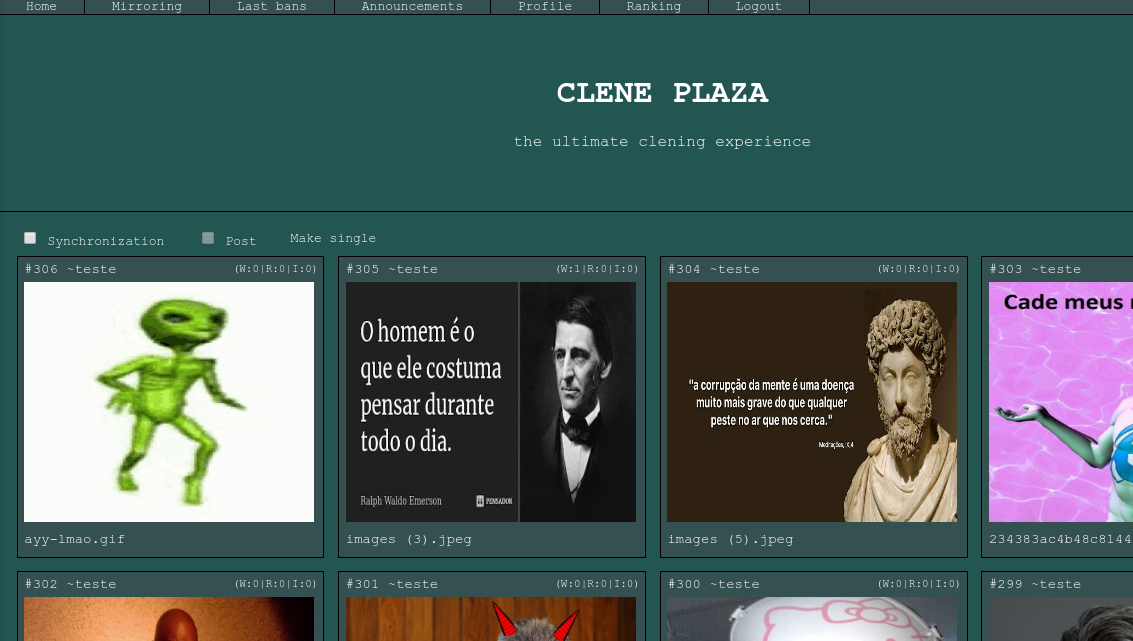 Home Mirroring Last bans Announcements Profile Ranking Logout
CLENE PLAZA
the ultimate clening experience
Synchronization Post Make single
#306 ~teste (W:0|R:0|I:0)
ayy-lmao.gif
#305 ~teste (W:1|R:0|I:0)
O homem é o
que ele costuma
pensar durante
todo o dia.
Ralph Waldo Emerson PENSADOR
images (3).jpeg
#304 ~teste (W:0|R:0|I:0)
"a corrupção da mente é uma doença
muito mais grave do que qualquer
peste no ar que nos cerca."
Meditações, IX,4
images (5).jpeg
#303 ~teste
Cade meus
234383ac4b48c8144
#302 ~teste (W:0|R:0|I:0)
#301 ~teste (W:0|R:0|I:0)
#300 ~teste (W:0|R:0|I:0)
#299 ~teste